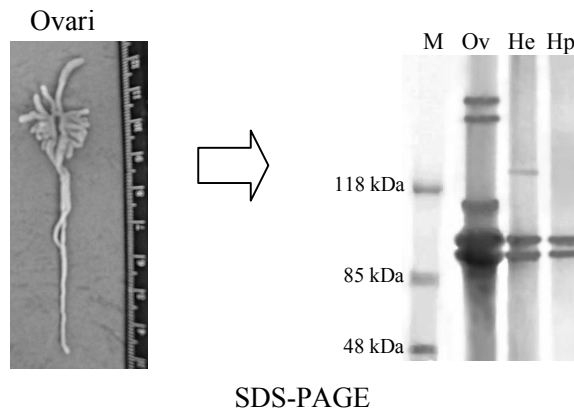 Ovari
M Ov He Hp
118 kDa
85 kDa
48 kDa
SDS-PAGE